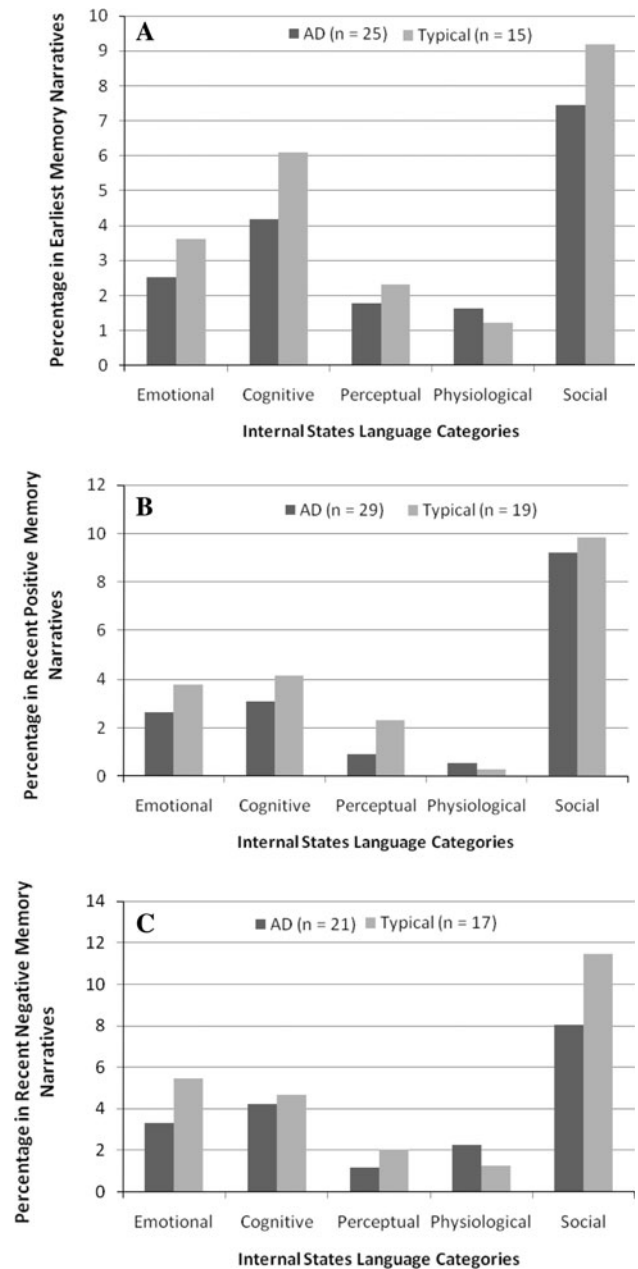 A
AD (n = 25) Typical (n = 15)
Percentage in Earliest Memory Narratives
10
9
8
7
6
5
4
3
2
1
0
Emotional Cognitive Perceptual Physiological Social
Internal States Language Categories
B
AD (n = 29) Typical (n = 19)
Percentage in Recent Positive Memory
Narratives
12
10
8
6
4
2
0
Emotional Cognitive Perceptual Physiological Social
Internal States Language Categories
C
AD (n = 21) Typical (n = 17)
Percentage in Recent Negative Memory
Narratives
14
12
10
8
6
4
2
0
Emotional Cognitive Perceptual Physiological Social
Internal States Language Categories